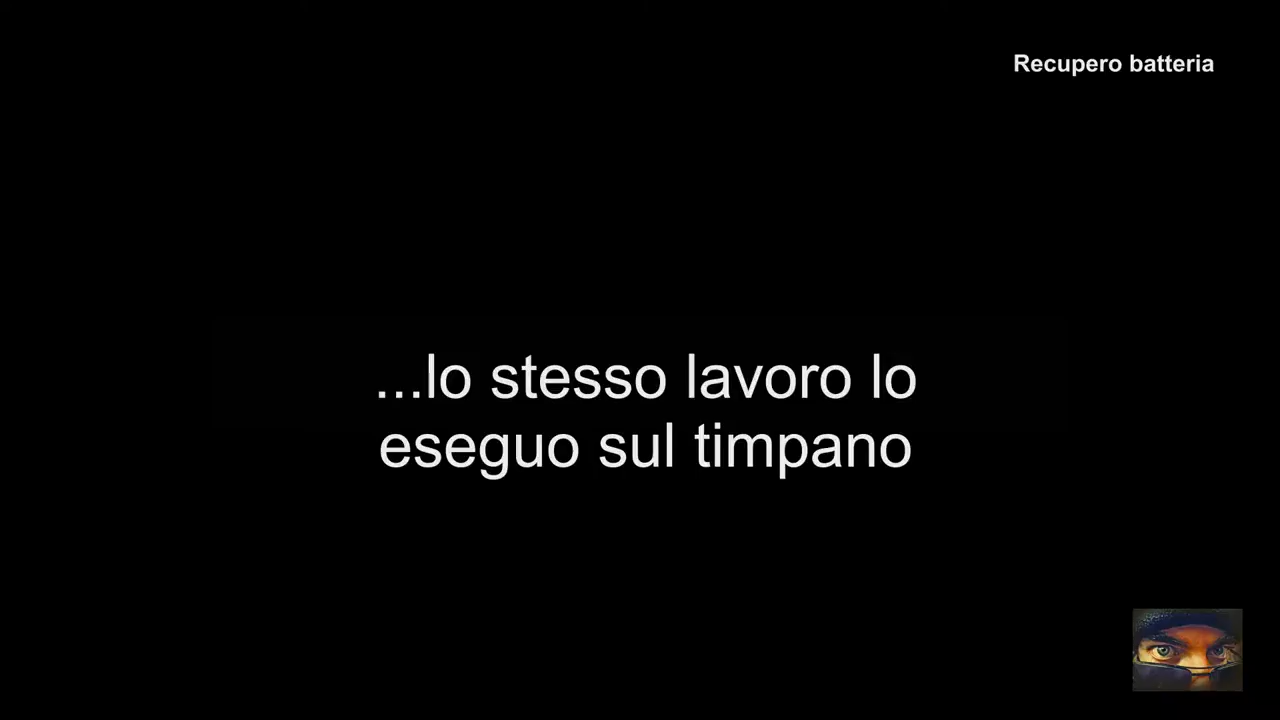 Recupero batteria
...lo stesso lavoro lo
eseguo sul timpano